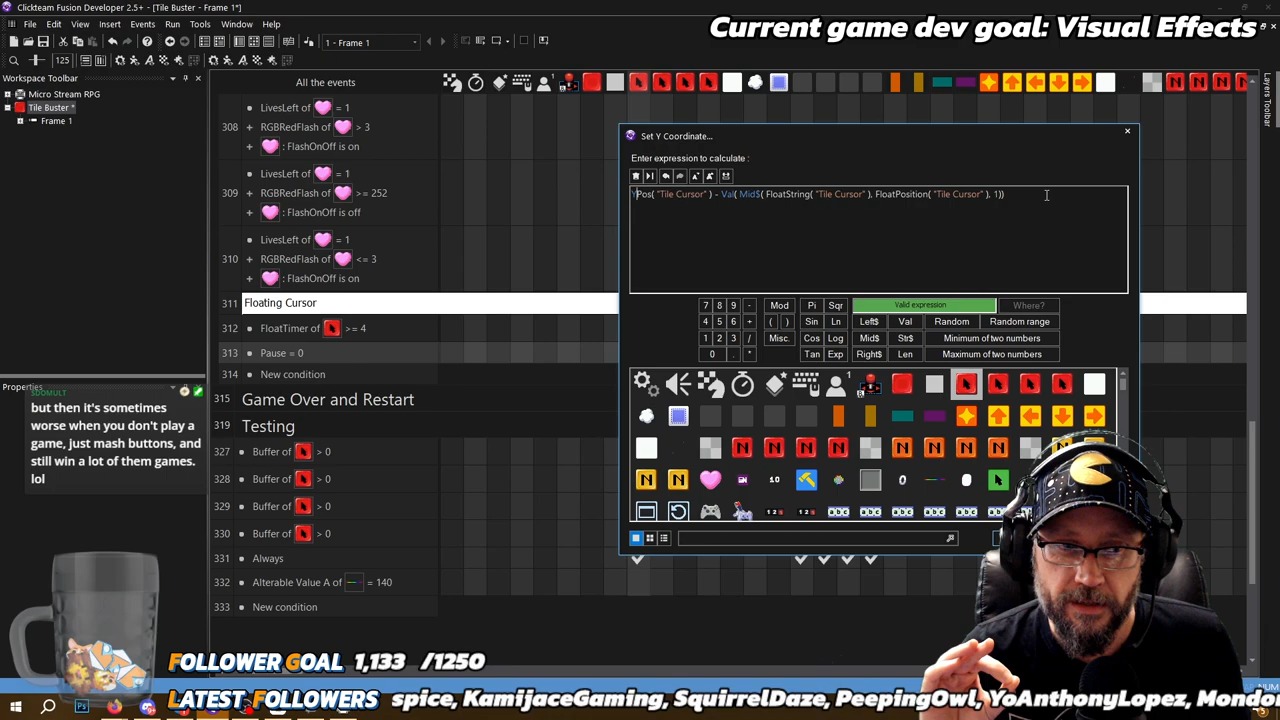 Clickteam Fusion Developer 2.5+ - [Tile Buster - Frame 1*]
Current game dev goal: Visual Effects
File Edit View Insert Events Run Tools Window Help
1 - Frame 1
125
Workspace Toolbar
Micro Stream RPG
Tile Buster *
Frame 1
All the events
Layers Toolbar
LivesLeft of = 1
308 + RGBRedFlash of > 3
+ : FlashOnOff is on
LivesLeft of = 1
309 + RGBRedFlash of >= 252
+ : FlashOnOff is off
LivesLeft of = 1
310 + RGBRedFlash of <= 3
+ : FlashOnOff is on
311 Floating Cursor
312 FloatTimer of >= 4
313 Pause = 0
314 New condition
315 Game Over and Restart
319 Testing
327 Buffer of > 0
328 Buffer of > 0
329 Buffer of > 0
330 Buffer of > 0
331 Always
332 Alterable Value A of = 140
333 New condition
Set Y Coordinate...
Enter expression to calculate :
YPos( "Tile Cursor" ) - Val( Mid$( FloatString( "Tile Cursor" ), FloatPosition( "Tile Cursor" ), 1))
Valid expression Where?
7 8 9 - Mod Pi Sqr
4 5 6 + ( ) Sin Ln Left$ Val Random Random range
1 2 3 / Misc. Cos Log Mid$ Str$ Minimum of two numbers
0 . * Tan Exp Right$ Len Maximum of two numbers
Properties
SDOMULT
but then it's sometimes
worse when you don't play a
game, just mash buttons, and
still win a lot of them games.
lol
FOLLOWER GOAL 1,133 /1250
LATEST FOLLOWERS spice, KamijaceGaming, SquirrelDaze, PeepingOwl, YoAnthonyLopez, Mondo
NUM